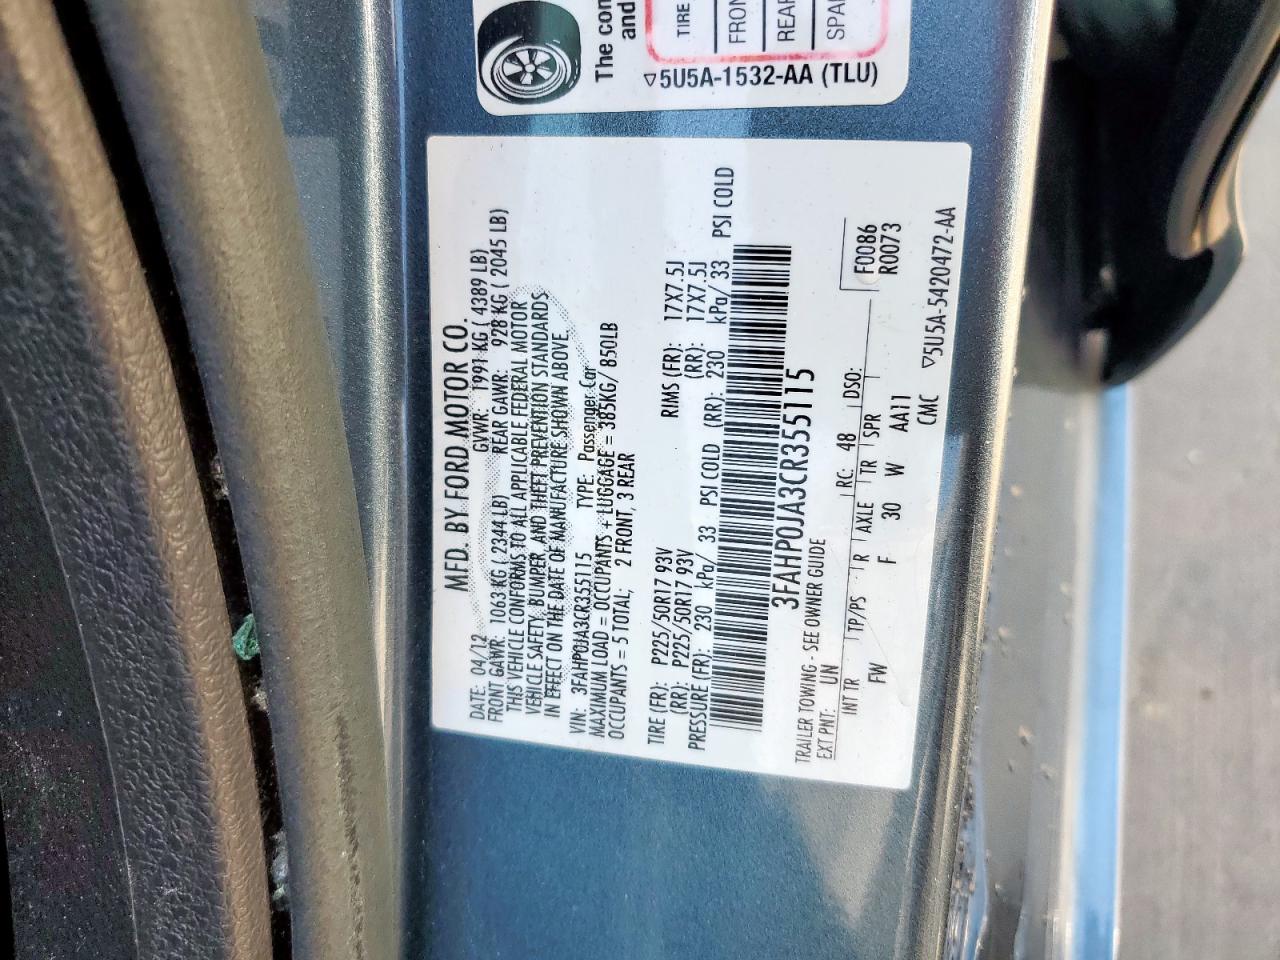 The com
and
TIRE
FRON
REAR
SPAR
▽5U5A-1532-AA (TLU)
MFD. BY FORD MOTOR CO.
DATE: 04/12 GVWR: 1991 KG ( 4389 LB)
FRONT GAWR: 1063 KG ( 2344 LB) REAR GAWR: 928 KG ( 2045 LB)
THIS VEHICLE CONFORMS TO ALL APPLICABLE FEDERAL MOTOR
VEHICLE SAFETY, BUMPER, AND THEFT PREVENTION STANDARDS
IN EFFECT ON THE DATE OF MANUFACTURE SHOWN ABOVE.
VIN: 3FAHP0JA3CR355115 TYPE: Passenger Car
MAXIMUM LOAD = OCCUPANTS + LUGGAGE = 385KG/ 850LB
OCCUPANTS = 5 TOTAL; 2 FRONT, 3 REAR
TIRE (FR): P225/50R17 93V RIMS (FR): 17X7.5J
(RR): P225/50R17 93V (RR): 17X7.5J
PRESSURE (FR): 230 kPa/ 33 PSI COLD (RR): 230 kPa/ 33 PSI COLD
3FAHP0JA3CR355115
TRAILER TOWING - SEE OWNER GUIDE
EXT PNT: UN RC: 48 DSO: F0086
R0073
INT TR TP/PS R AXLE TR SPR
FW F 30 W AA11
CMC
▽5U5A-5420472-AA